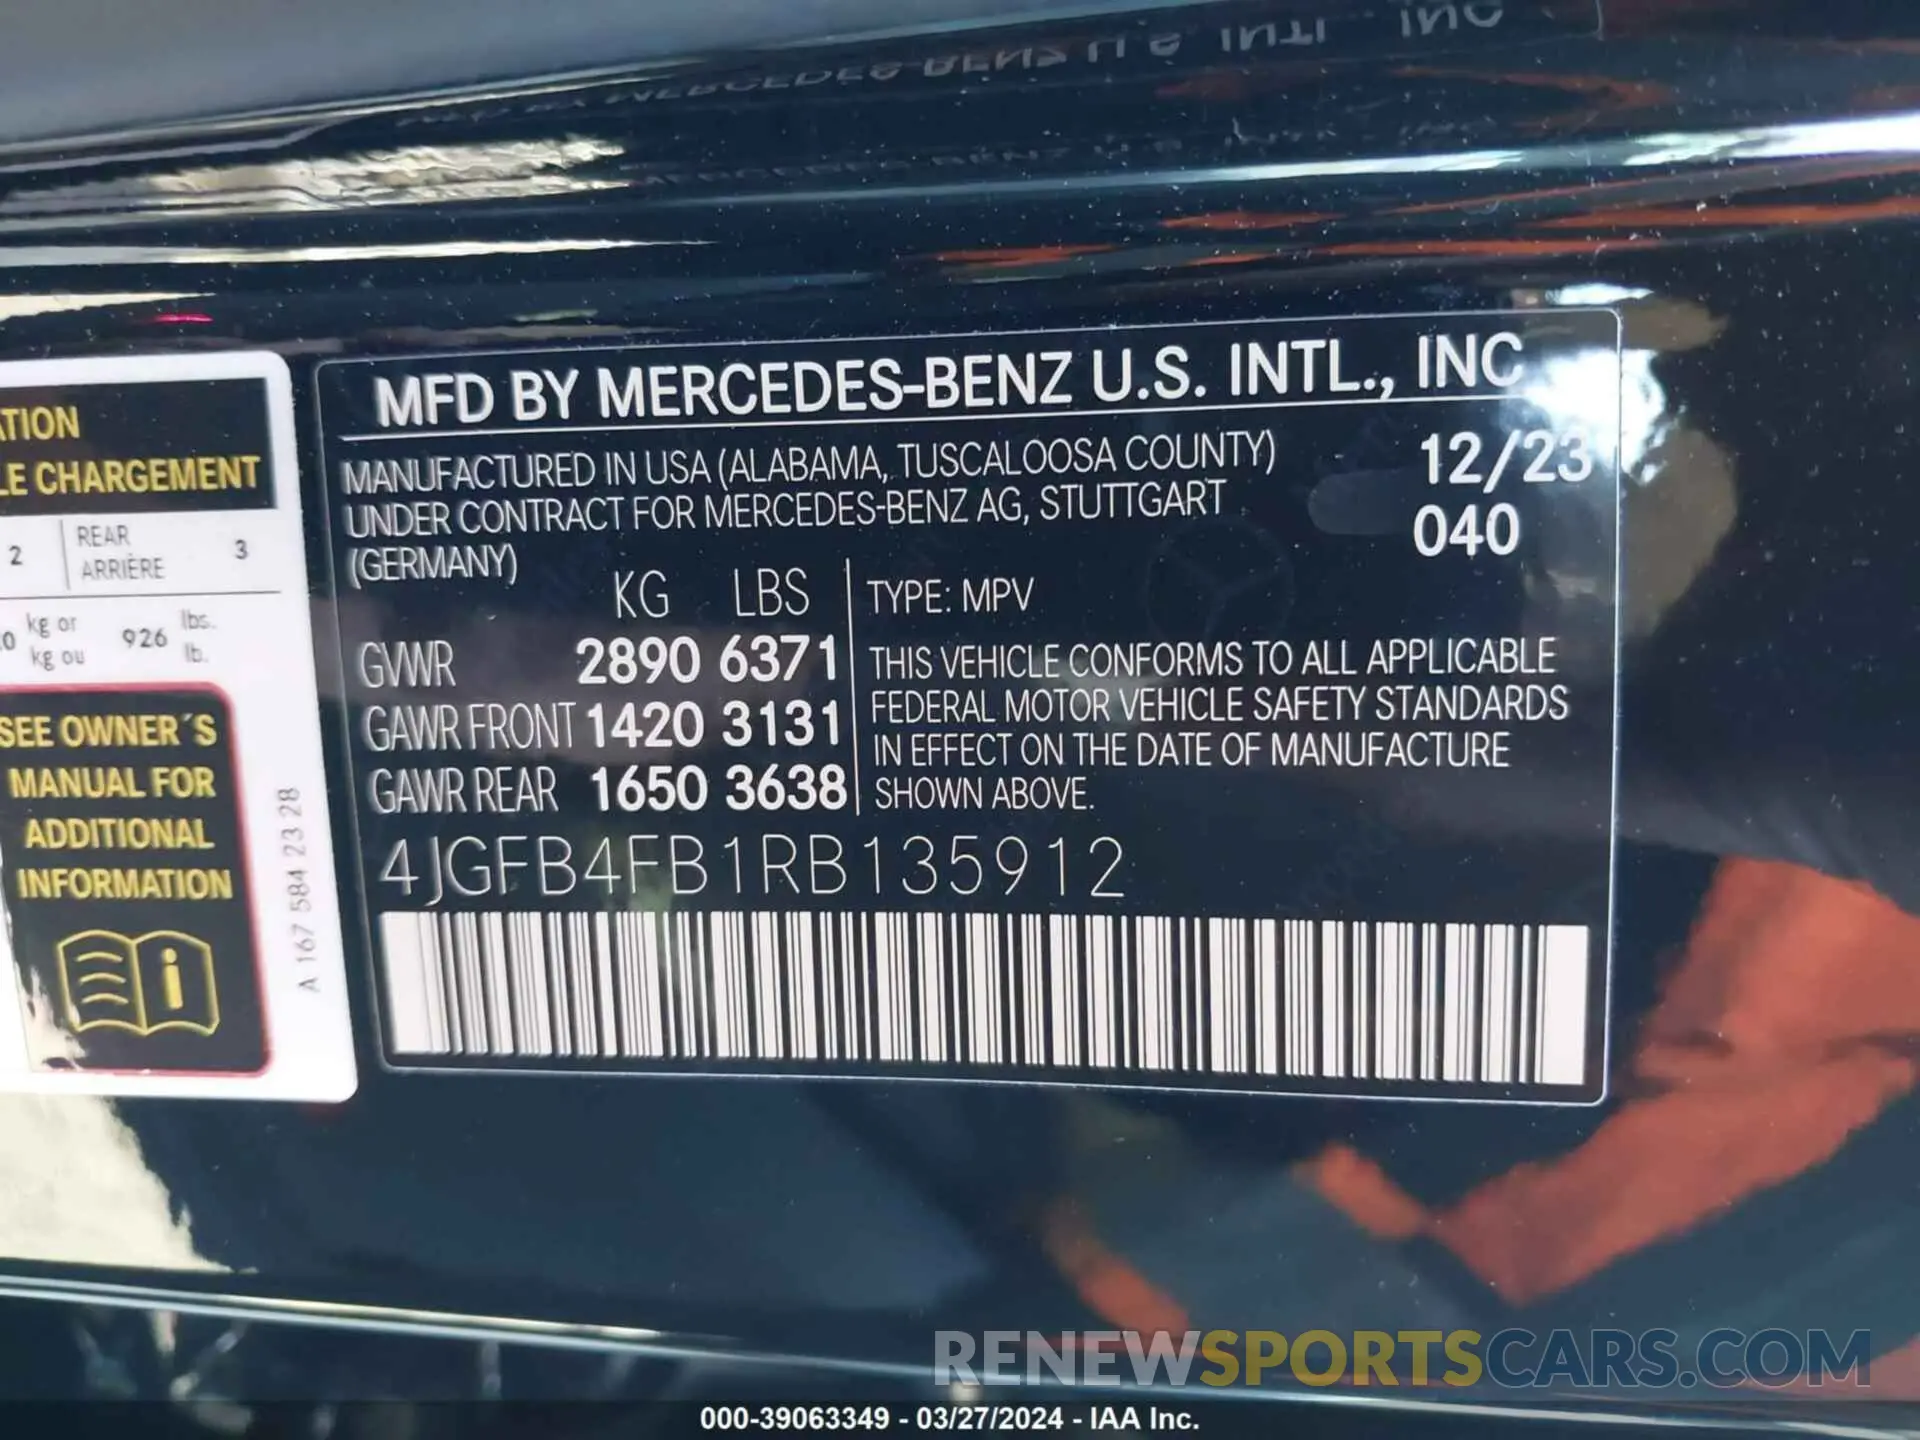 MERCEDES-BENZ U.S. INTL., INC
ATION
LE CHARGEMENT
2 REAR 3
ARRIÈRE
kg or 926 lbs.
kg ou lb.
SEE OWNER´S
MANUAL FOR
ADDITIONAL
INFORMATION
A 167 584 23 28
MFD BY MERCEDES-BENZ U.S. INTL., INC
MANUFACTURED IN USA (ALABAMA, TUSCALOOSA COUNTY) 12/23
UNDER CONTRACT FOR MERCEDES-BENZ AG, STUTTGART 040
(GERMANY)
KG LBS TYPE: MPV
GVWR 2890 6371
GAWR FRONT 1420 3131
GAWR REAR 1650 3638
THIS VEHICLE CONFORMS TO ALL APPLICABLE
FEDERAL MOTOR VEHICLE SAFETY STANDARDS
IN EFFECT ON THE DATE OF MANUFACTURE
SHOWN ABOVE.
4JGFB4FB1RB135912
RENEWSPORTSCARS.COM
000-39063349 - 03/27/2024 - IAA Inc.